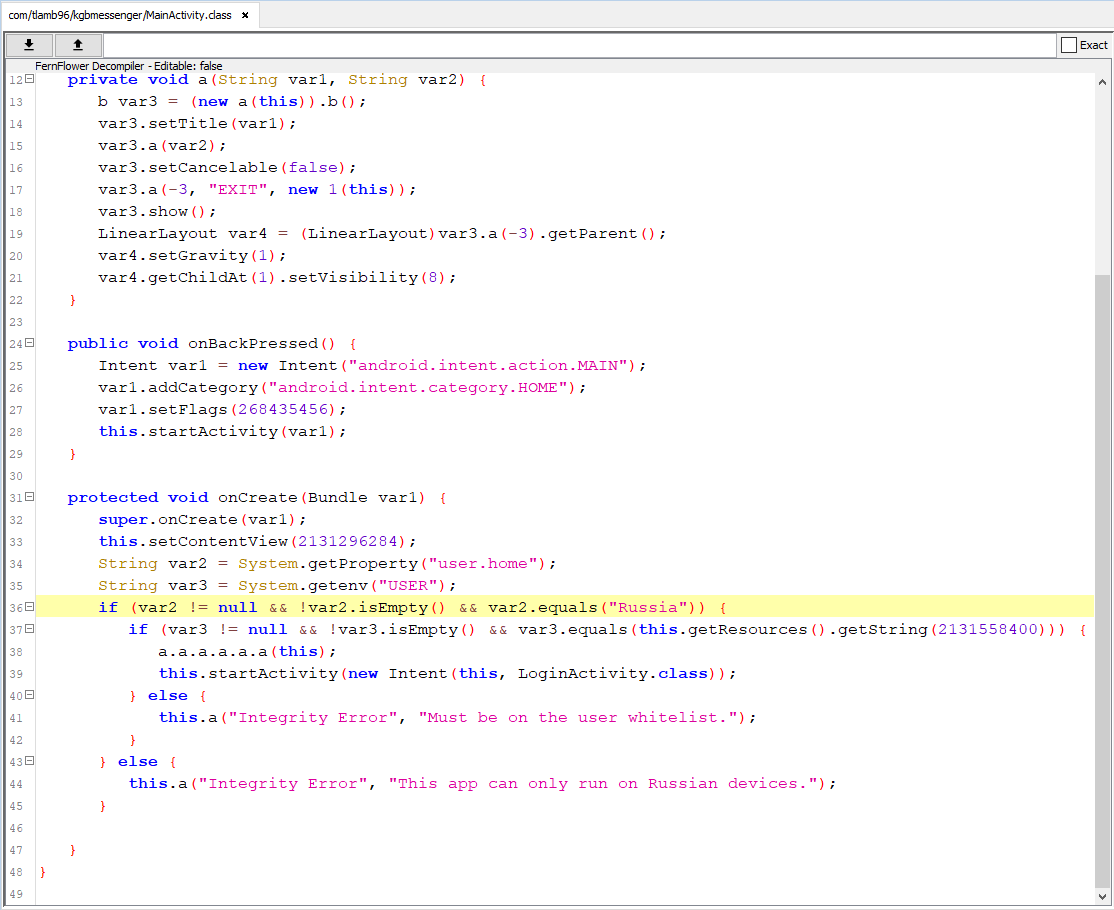 com/tlamb96/kgbmessenger/MainActivity.class ×
Exact
FernFlower Decompiler - Editable: false
12 private void a(String var1, String var2) {
13 b var3 = (new a(this)).b();
14 var3.setTitle(var1);
15 var3.a(var2);
16 var3.setCancelable(false);
17 var3.a(-3, "EXIT", new 1(this));
18 var3.show();
19 LinearLayout var4 = (LinearLayout)var3.a(-3).getParent();
20 var4.setGravity(1);
21 var4.getChildAt(1).setVisibility(8);
22 }
23
24 public void onBackPressed() {
25 Intent var1 = new Intent("android.intent.action.MAIN");
26 var1.addCategory("android.intent.category.HOME");
27 var1.setFlags(268435456);
28 this.startActivity(var1);
29 }
30
31 protected void onCreate(Bundle var1) {
32 super.onCreate(var1);
33 this.setContentView(2131296284);
34 String var2 = System.getProperty("user.home");
35 String var3 = System.getenv("USER");
36 if (var2 != null && !var2.isEmpty() && var2.equals("Russia")) {
37 if (var3 != null && !var3.isEmpty() && var3.equals(this.getResources().getString(2131558400))) {
38 a.a.a.a.a.a(this);
39 this.startActivity(new Intent(this, LoginActivity.class));
40 } else {
41 this.a("Integrity Error", "Must be on the user whitelist.");
42 }
43 } else {
44 this.a("Integrity Error", "This app can only run on Russian devices.");
45 }
46
47 }
48 }
49